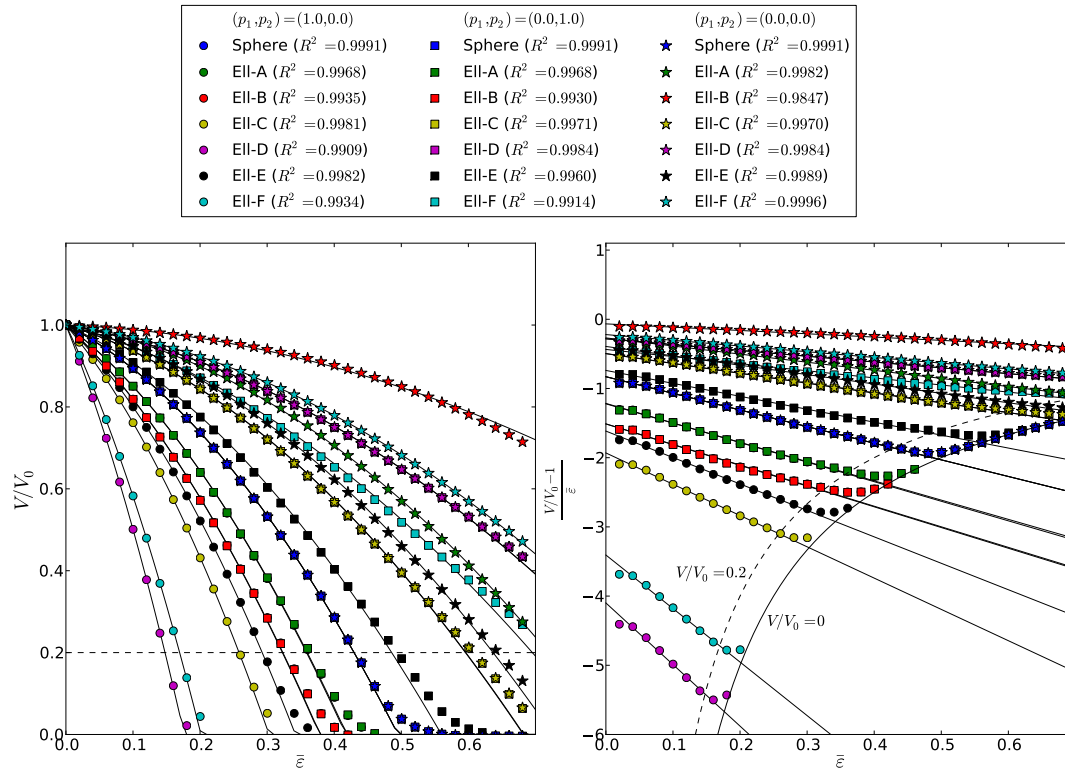 (p1,p2)=(1.0,0.0) (p1,p2)=(0.0,1.0) (p1,p2)=(0.0,0.0)
Sphere (R² =0.9991) Sphere (R² =0.9991) Sphere (R² =0.9991)
Ell-A (R² =0.9968) Ell-A (R² =0.9968) Ell-A (R² =0.9982)
Ell-B (R² =0.9935) Ell-B (R² =0.9930) Ell-B (R² =0.9847)
Ell-C (R² =0.9981) Ell-C (R² =0.9971) Ell-C (R² =0.9970)
Ell-D (R² =0.9909) Ell-D (R² =0.9984) Ell-D (R² =0.9984)
Ell-E (R² =0.9982) Ell-E (R² =0.9960) Ell-E (R² =0.9989)
Ell-F (R² =0.9934) Ell-F (R² =0.9914) Ell-F (R² =0.9996)
V/V0
1.0
0.8
0.6
0.4
0.2
0.0
0.0 0.1 0.2 0.3 0.4 0.5 0.6
ε̄
V/V0−1
ε̄
1
0
−1
−2
−3
−4
−5
−6
V/V0=0.2
V/V0=0
0.0 0.1 0.2 0.3 0.4 0.5 0.6
ε̄